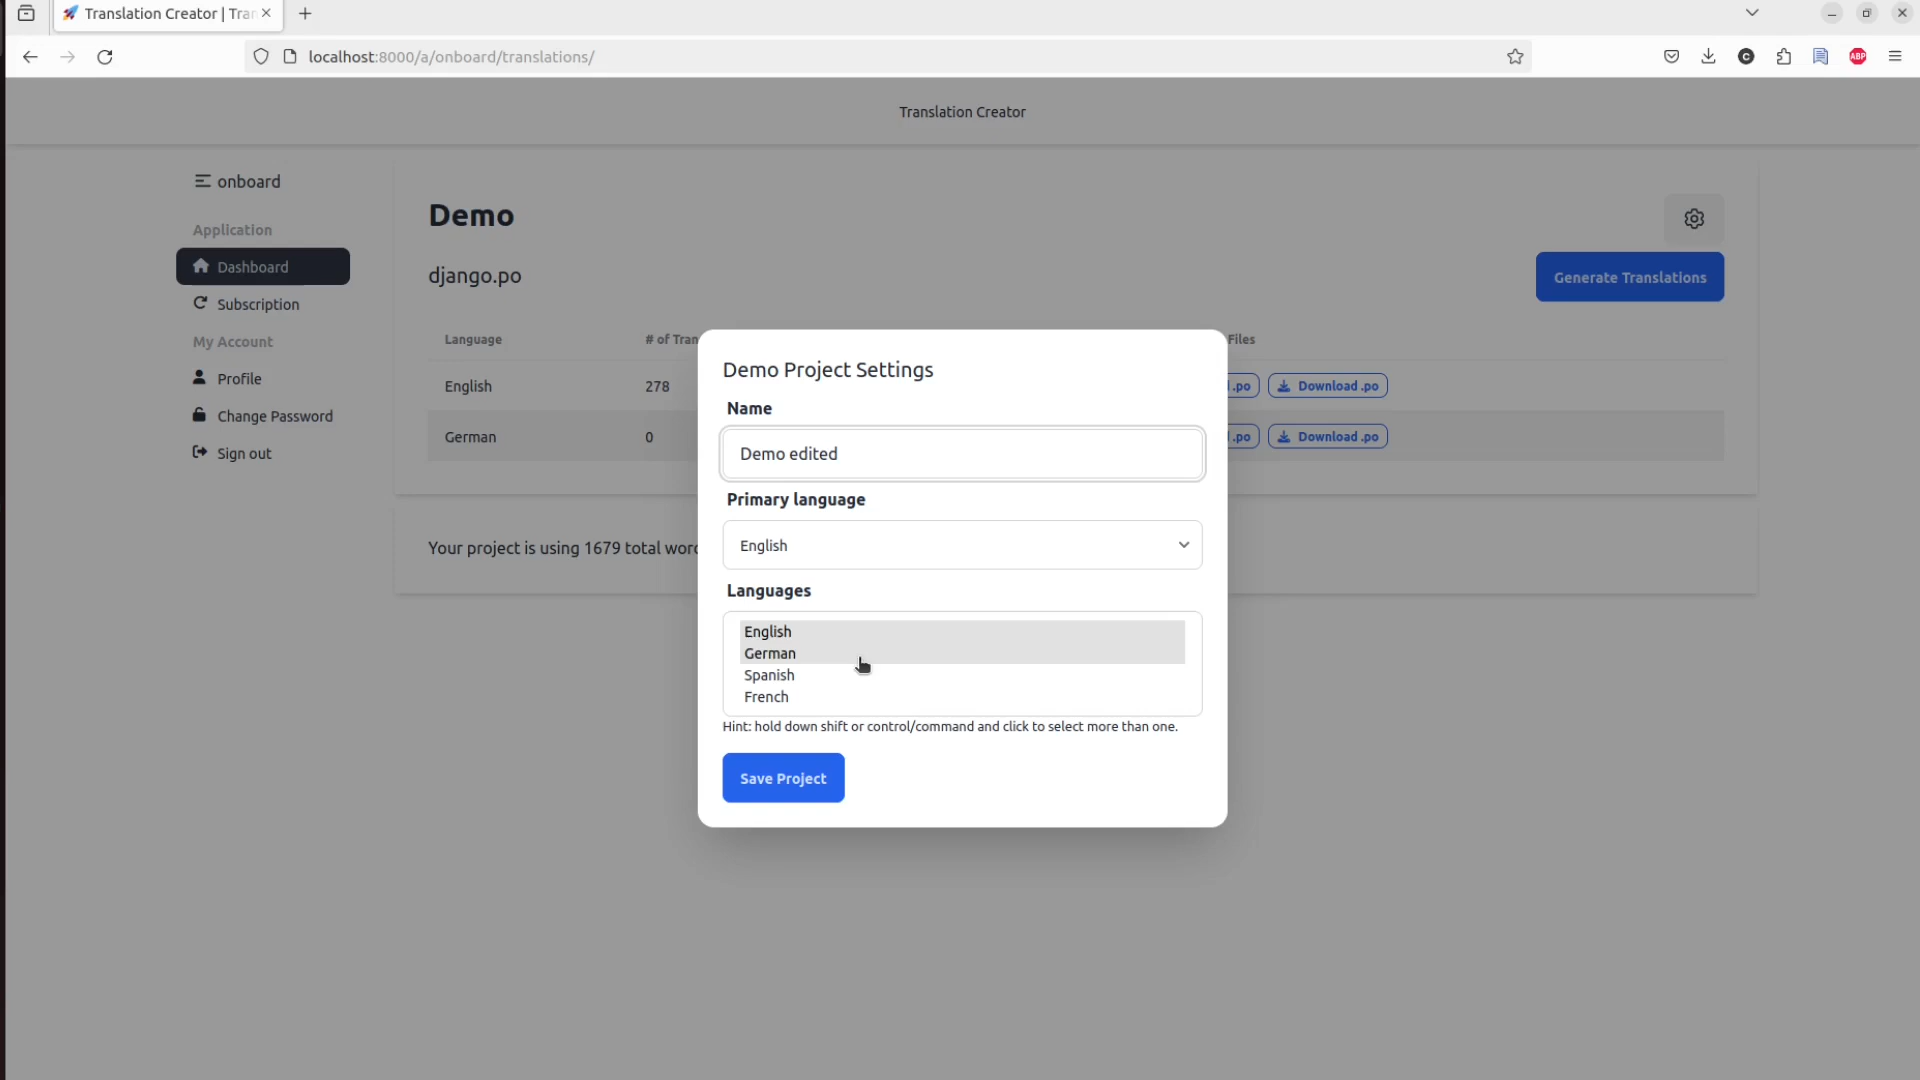 Translation Creator | Tran
localhost:8000/a/onboard/translations/
ABP
Translation Creator
onboard
Application
Dashboard
Subscription
My Account
Profile
Change Password
Sign out
Demo
django.po
Generate Translations
Language # of Tran Files
English 278 .po Download .po
German 0 .po Download .po
Your project is using 1679 total word
Demo Project Settings
Name
Demo edited
Primary language
English
Languages
English
German
Spanish
French
Hint: hold down shift or control/command and click to select more than one.
Save Project